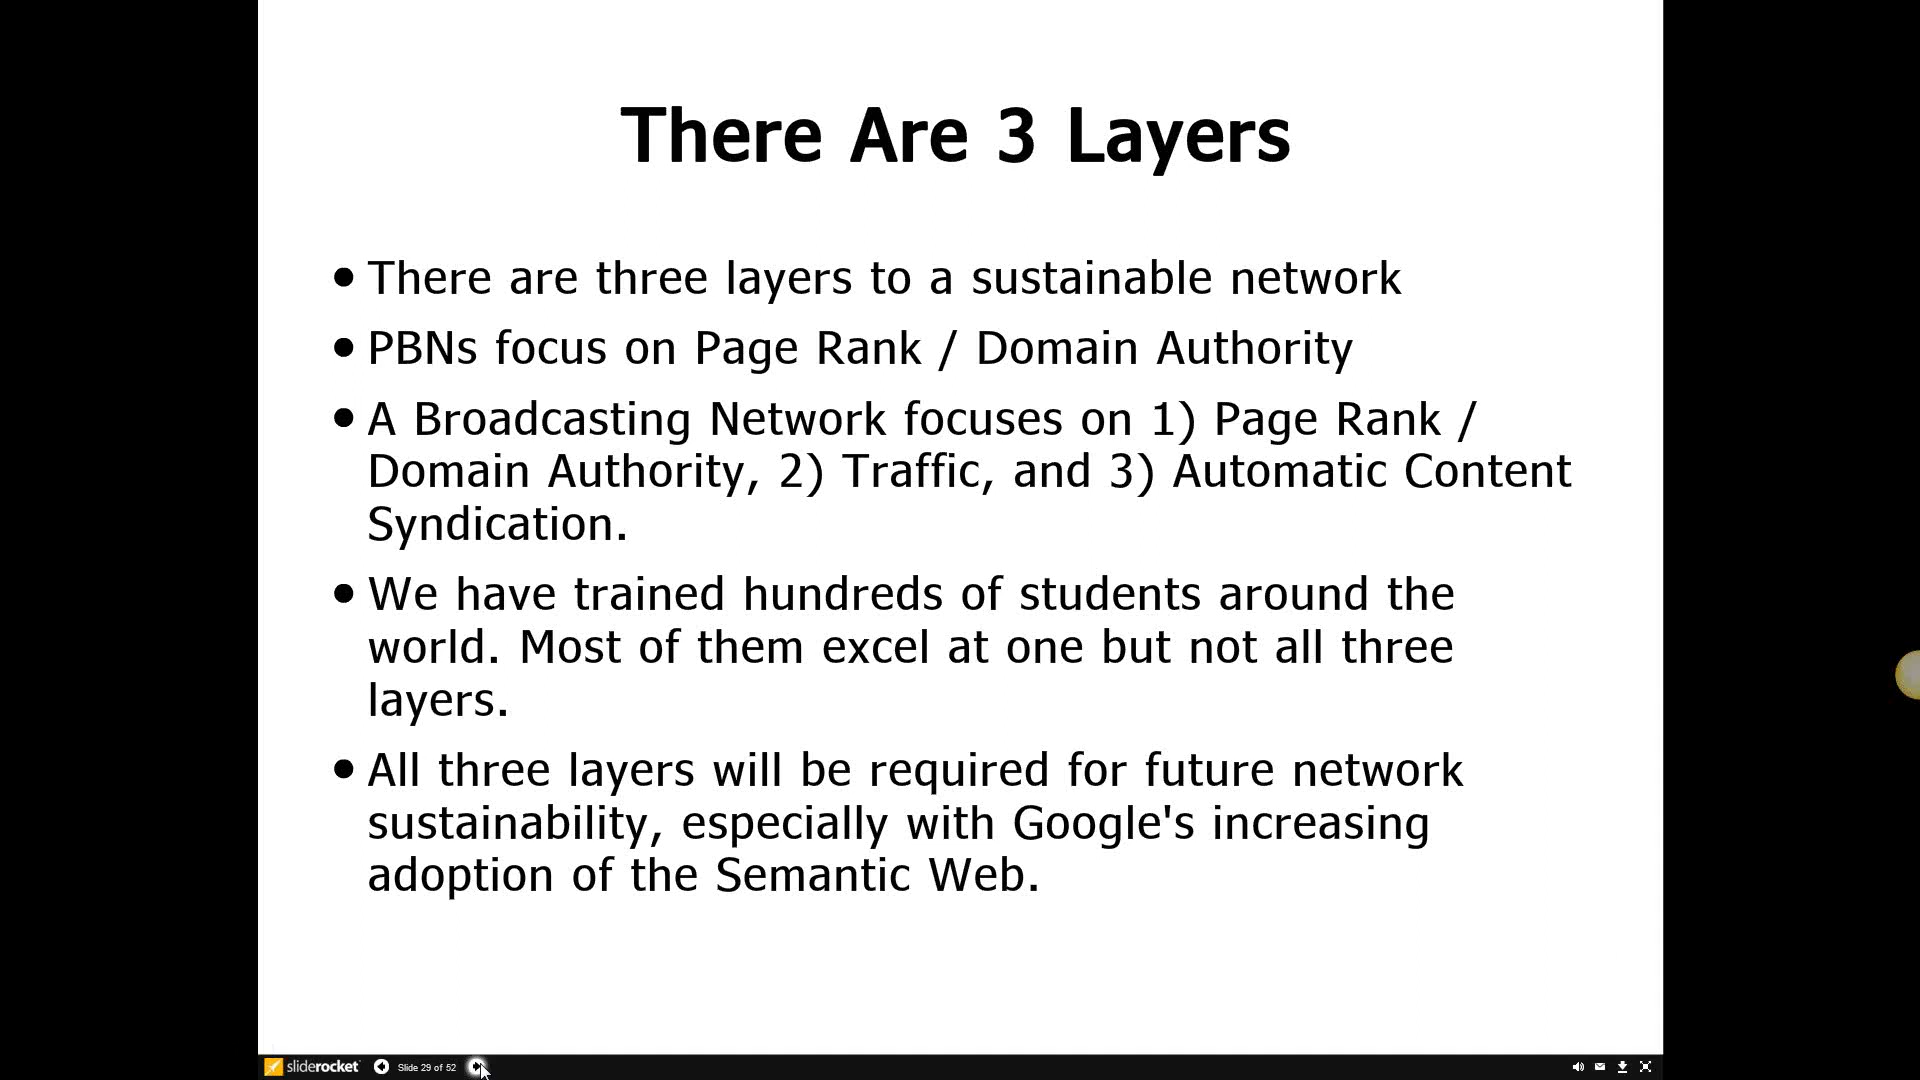 There Are 3 Layers
• There are three layers to a sustainable network
• PBNs focus on Page Rank / Domain Authority
• A Broadcasting Network focuses on 1) Page Rank /
Domain Authority, 2) Traffic, and 3) Automatic Content
Syndication.
• We have trained hundreds of students around the
world. Most of them excel at one but not all three
layers.
• All three layers will be required for future network
sustainability, especially with Google's increasing
adoption of the Semantic Web.
sliderocket Slide 29 of 52